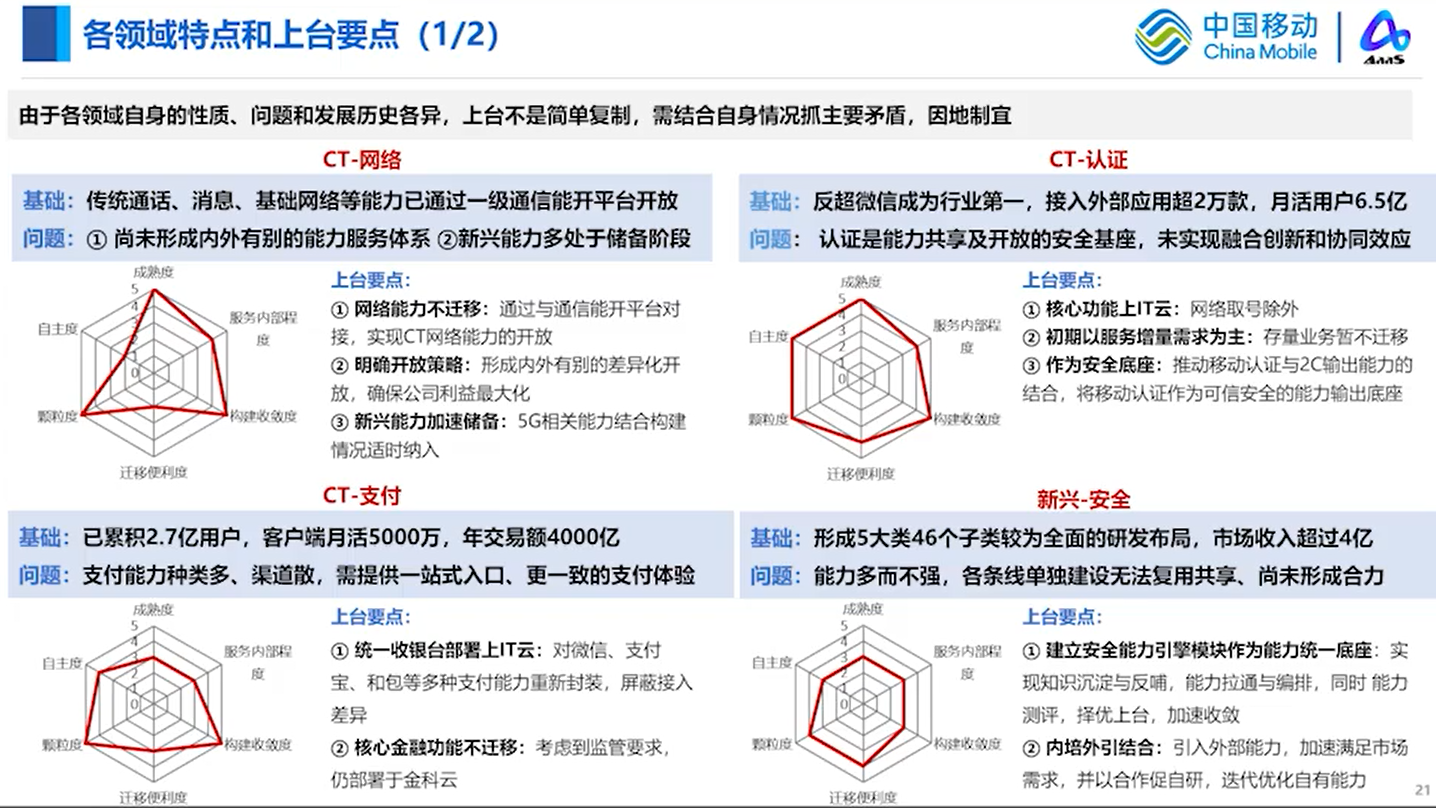 各领域特点和上台要点（1/2）
中国移动
China Mobile
AaaS
由于各领域自身的性质、问题和发展历史各异，上台不是简单复制，需结合自身情况抓主要矛盾，因地制宜
CT-网络
基础：传统通话、消息、基础网络等能力已通过一级通信能开平台开放
问题：① 尚未形成内外有别的能力服务体系 ②新兴能力多处于储备阶段
成熟度
服务内部程
度
构建收敛度
迁移便利度
颗粒度
自主度
5
4
3
2
1
0
上台要点：
① 网络能力不迁移：通过与通信能开平台对
接，实现CT网络能力的开放
② 明确开放策略：形成内外有别的差异化开
放，确保公司利益最大化
③ 新兴能力加速储备：5G相关能力结合构建
情况适时纳入
CT-认证
基础：反超微信成为行业第一，接入外部应用超2万款，月活用户6.5亿
问题： 认证是能力共享及开放的安全基座，未实现融合创新和协同效应
成熟度
服务内部程
度
构建收敛度
迁移便利度
颗粒度
自主度
5
4
3
2
1
0
上台要点：
① 核心功能上IT云：网络取号除外
② 初期以服务增量需求为主：存量业务暂不迁移
③ 作为安全底座：推动移动认证与2C输出能力的
结合，将移动认证作为可信安全的能力输出底座
CT-支付
基础：已累积2.7亿用户，客户端月活5000万，年交易额4000亿
问题：支付能力种类多、渠道散，需提供一站式入口、更一致的支付体验
成熟度
服务内部程
度
构建收敛度
迁移便利度
颗粒度
自主度
5
4
3
2
1
0
上台要点：
① 统一收银台部署上IT云：对微信、支付
宝、和包等多种支付能力重新封装，屏蔽接入
差异
② 核心金融功能不迁移：考虑到监管要求，
仍部署于金科云
新兴-安全
基础：形成5大类46个子类较为全面的研发布局，市场收入超过4亿
问题：能力多而不强，各条线单独建设无法复用共享、尚未形成合力
成熟度
服务内部程
度
构建收敛度
迁移便利度
颗粒度
自主度
5
4
3
2
1
0
上台要点：
① 建立安全能力引擎模块作为能力统一底座：实
现知识沉淀与反哺，能力拉通与编排，同时 能力
测评，择优上台，加速收敛
② 内培外引结合：引入外部能力，加速满足市场
需求，并以合作促自研，迭代优化自有能力
21